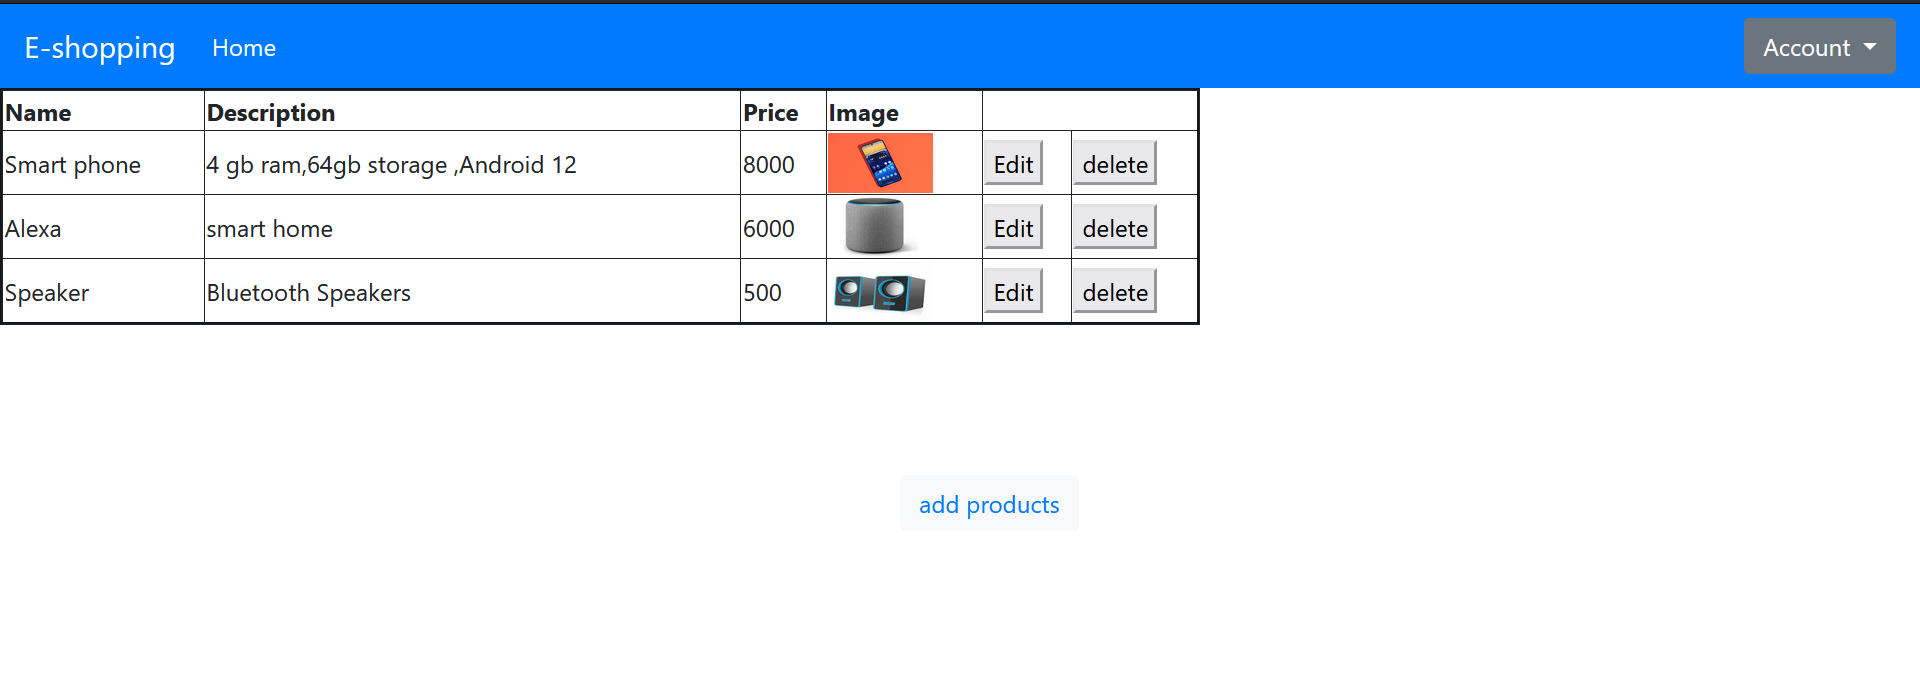 E-shopping Home Account
Name Description Price Image
Smart phone 4 gb ram,64gb storage ,Android 12 8000 Edit delete
Alexa smart home 6000 Edit delete
Speaker Bluetooth Speakers 500 Edit delete
add products